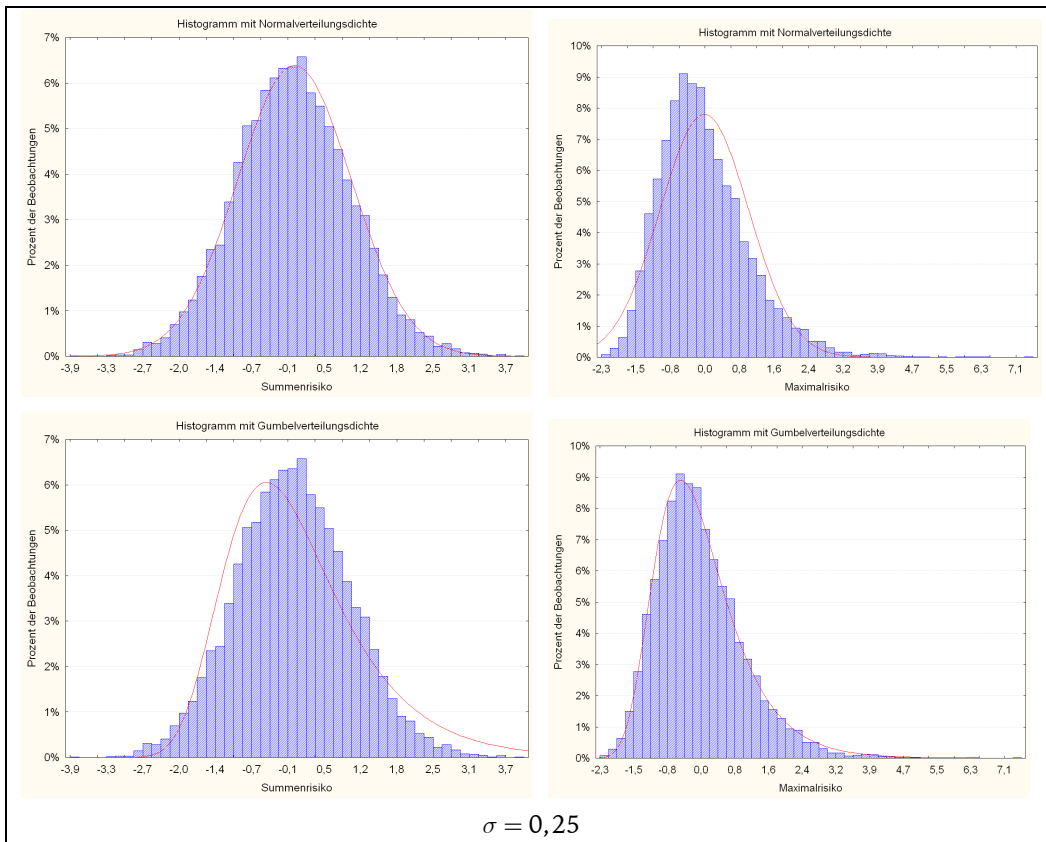 Histogramm mit Normalverteilungsdichte
7%
6%
5%
4%
3%
2%
1%
0%
Prozent der Beobachtungen
-3,9 -3,3 -2,7 -2,0 -1,4 -0,7 -0,1 0,5 1,2 1,8 2,5 3,1 3,7
Summenrisiko
Histogramm mit Normalverteilungsdichte
10%
9%
8%
7%
6%
5%
4%
3%
2%
1%
0%
Prozent der Beobachtungen
-2,3 -1,5 -0,8 0,0 0,8 1,6 2,4 3,2 3,9 4,7 5,5 6,3 7,1
Maximalrisiko
Histogramm mit Gumbelverteilungsdichte
7%
6%
5%
4%
3%
2%
1%
0%
Prozent der Beobachtungen
-3,9 -3,3 -2,7 -2,0 -1,4 -0,7 -0,1 0,5 1,2 1,8 2,5 3,1 3,7
Summenrisiko
Histogramm mit Gumbelverteilungsdichte
10%
9%
8%
7%
6%
5%
4%
3%
2%
1%
0%
Prozent der Beobachtungen
-2,3 -1,5 -0,8 0,0 0,8 1,6 2,4 3,2 3,9 4,7 5,5 6,3 7,1
Maximalrisiko
σ = 0,25